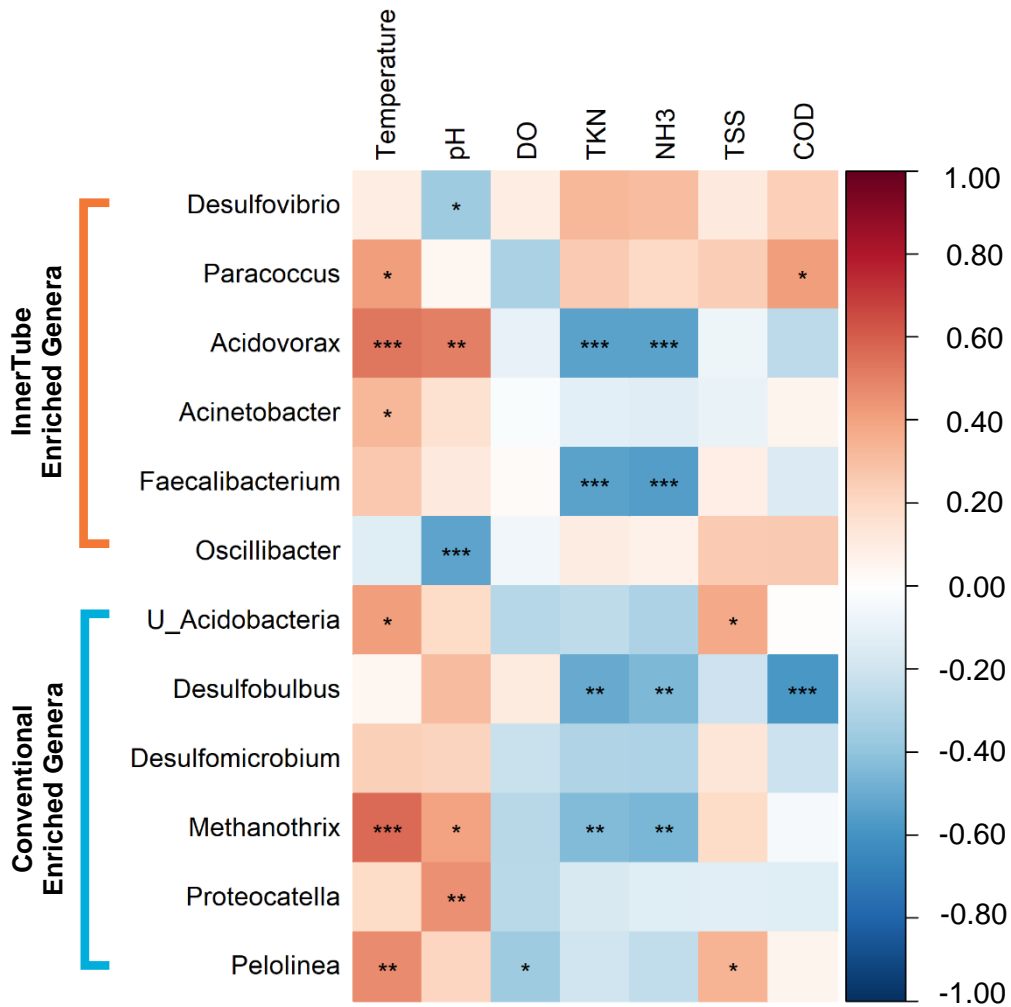 Temperature pH DO TKN NH3 TSS COD
InnerTube
Enriched Genera
Conventional
Enriched Genera
Desulfovibrio *
Paracoccus * *
Acidovorax *** ** *** ***
Acinetobacter *
Faecalibacterium *** ***
Oscillibacter ***
U_Acidobacteria * *
Desulfobulbus ** ** ***
Desulfomicrobium
Methanothrix *** * ** **
Proteocatella **
Pelolinea ** * *
1.00
0.80
0.60
0.40
0.20
0.00
-0.20
-0.40
-0.60
-0.80
-1.00